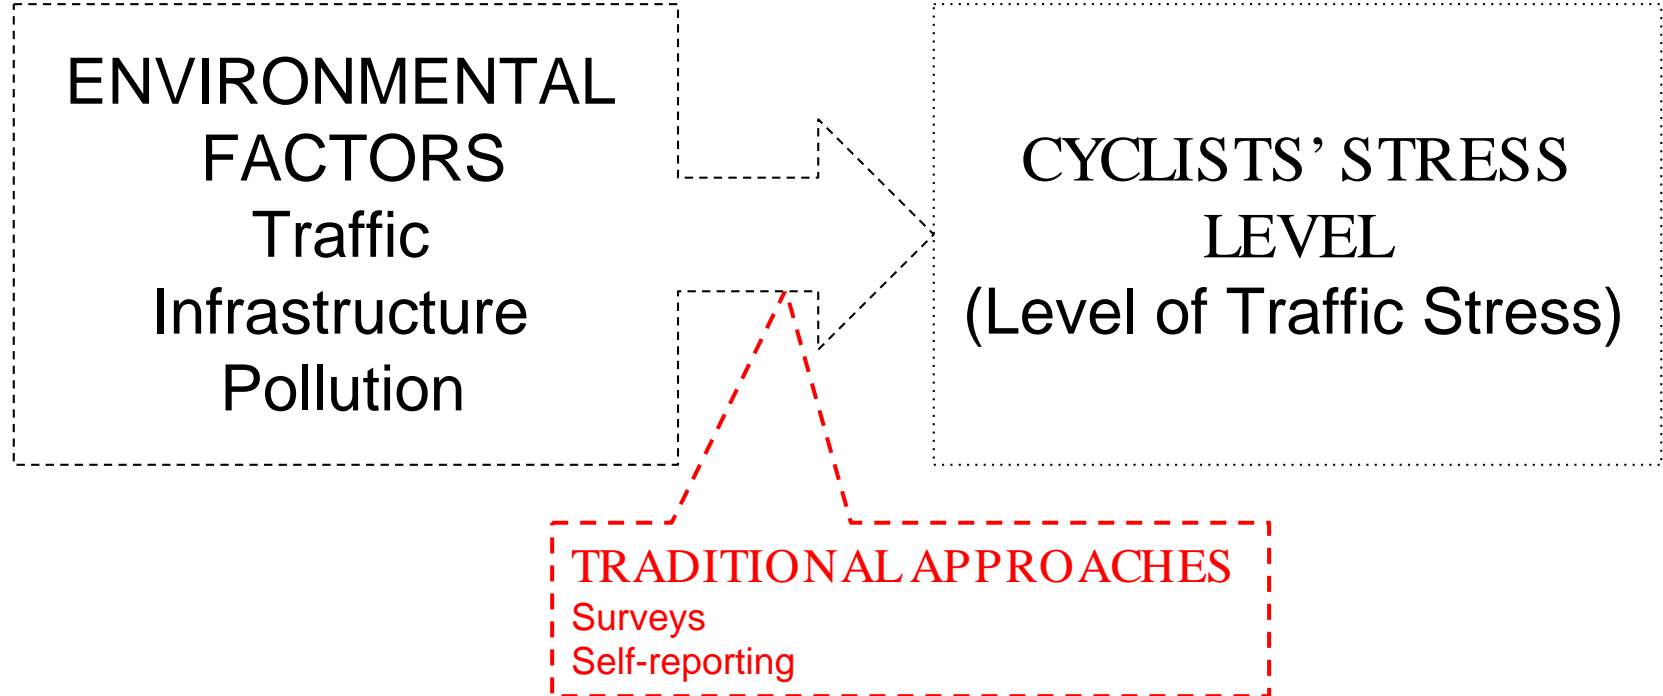 ENVIRONMENTAL
FACTORS
Traffic
Infrastructure
Pollution
CYCLISTS’ STRESS
LEVEL
(Level of Traffic Stress)
TRADITIONAL APPROACHES
Surveys
Self-reporting